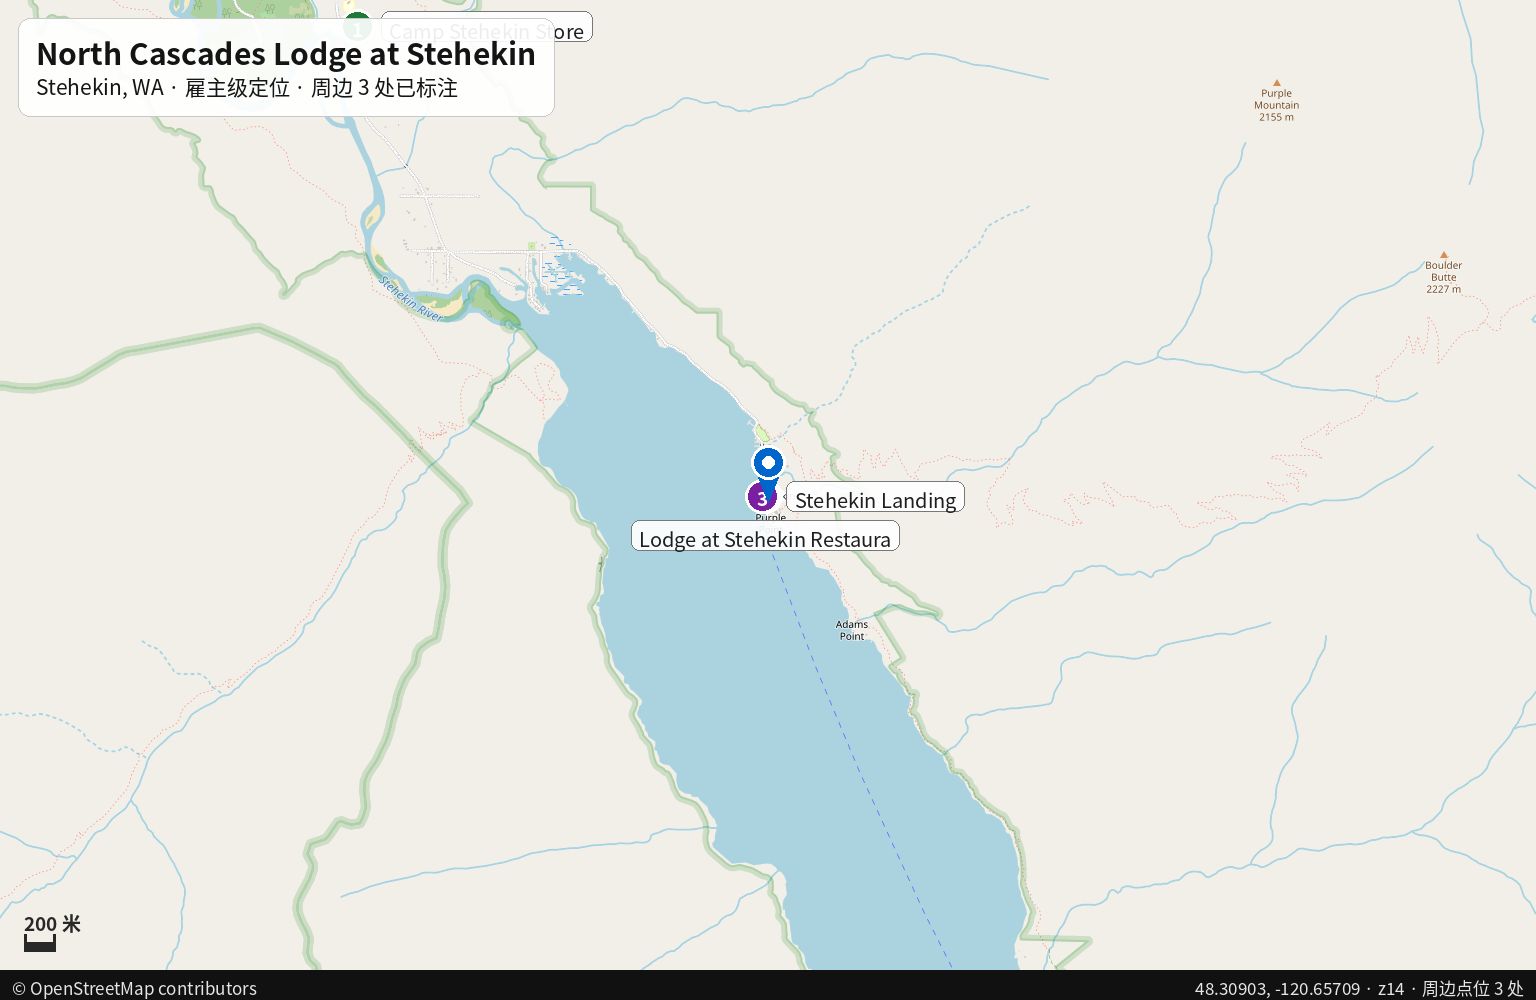 1
Camp Stehekin Store
North Cascades Lodge at Stehekin
Stehekin, WA · 雇主级定位 · 周边 3 处已标注
Purple
Mountain
2155 m
Boulder
Butte
2227 m
Stehekin River
3
Stehekin Landing
Purple
Lodge at Stehekin Restaura
Adams
Point
200 米
© OpenStreetMap contributors
48.30903, -120.65709 · z14 · 周边点位 3 处